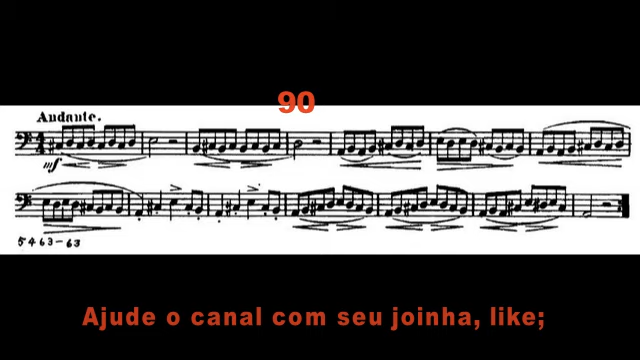 90
Andante.
mf
5463-63
Ajude o canal com seu joinha, like;